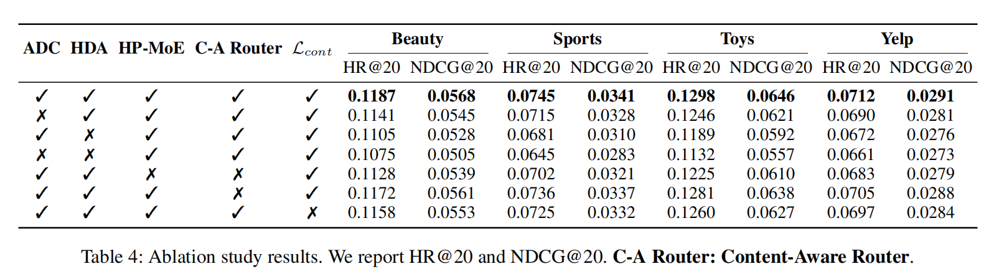 Beauty Sports Toys Yelp
ADC HDA HP-MoE C-A Router ℒcont
HR@20 NDCG@20 HR@20 NDCG@20 HR@20 NDCG@20 HR@20 NDCG@20
✓ ✓ ✓ ✓ ✓ 0.1187 0.0568 0.0745 0.0341 0.1298 0.0646 0.0712 0.0291
✗ ✓ ✓ ✓ ✓ 0.1141 0.0545 0.0715 0.0328 0.1246 0.0621 0.0690 0.0281
✓ ✗ ✓ ✓ ✓ 0.1105 0.0528 0.0681 0.0310 0.1189 0.0592 0.0672 0.0276
✗ ✗ ✓ ✓ ✓ 0.1075 0.0505 0.0645 0.0283 0.1132 0.0557 0.0661 0.0273
✓ ✓ ✗ ✗ ✓ 0.1128 0.0539 0.0702 0.0321 0.1225 0.0610 0.0683 0.0279
✓ ✓ ✓ ✗ ✓ 0.1172 0.0561 0.0736 0.0337 0.1281 0.0638 0.0705 0.0288
✓ ✓ ✓ ✓ ✗ 0.1158 0.0553 0.0725 0.0332 0.1260 0.0627 0.0697 0.0284
Table 4: Ablation study results. We report HR@20 and NDCG@20. C-A Router: Content-Aware Router.